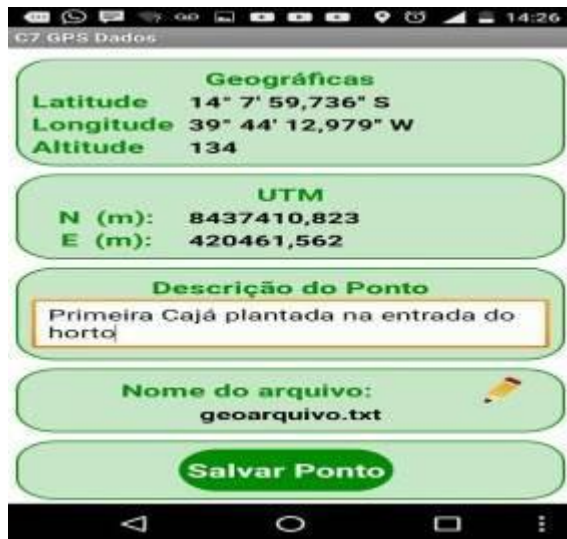 14:26
C7 GPS Dados
Geográficas
Latitude 14° 7' 59,736" S
Longitude 39° 44' 12,979" W
Altitude 134
UTM
N (m): 8437410,823
E (m): 420461,562
Descrição do Ponto
Primeira Cajá plantada na entrada do
horto
Nome do arquivo:
geoarquivo.txt
Salvar Ponto